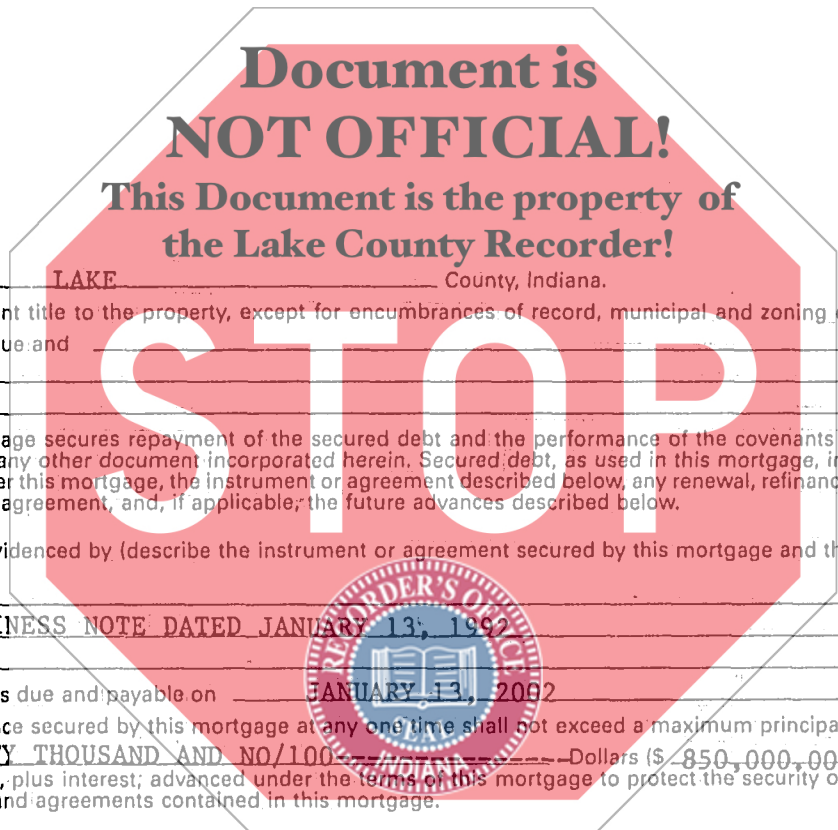 Document is
NOT OFFICIAL!
This Document is the property of
the Lake County Recorder!
LAKE County, Indiana.
nt title to the property, except for encumbrances of record, municipal and zoning
ue and
STOP
age secures repayment of the secured debt and the performance of the covenants
any other document incorporated herein. Secured debt, as used in this mortgage, in
er this mortgage, the instrument or agreement described below, any renewal, refinanc
agreement, and, if applicable, the future advances described below.
videnced by (describe the instrument or agreement secured by this mortgage and th
INESS NOTE DATED JANUARY 13, 1992
RECORDER'S OFFICE
INDIANA
s due and payable on JANUARY 13, 2002
ce secured by this mortgage at any one time shall not exceed a maximum principa
Y THOUSAND AND NO/100 Dollars ($ 850,000.00
, plus interest; advanced under the terms of this mortgage to protect the security o
nd agreements contained in this mortgage.